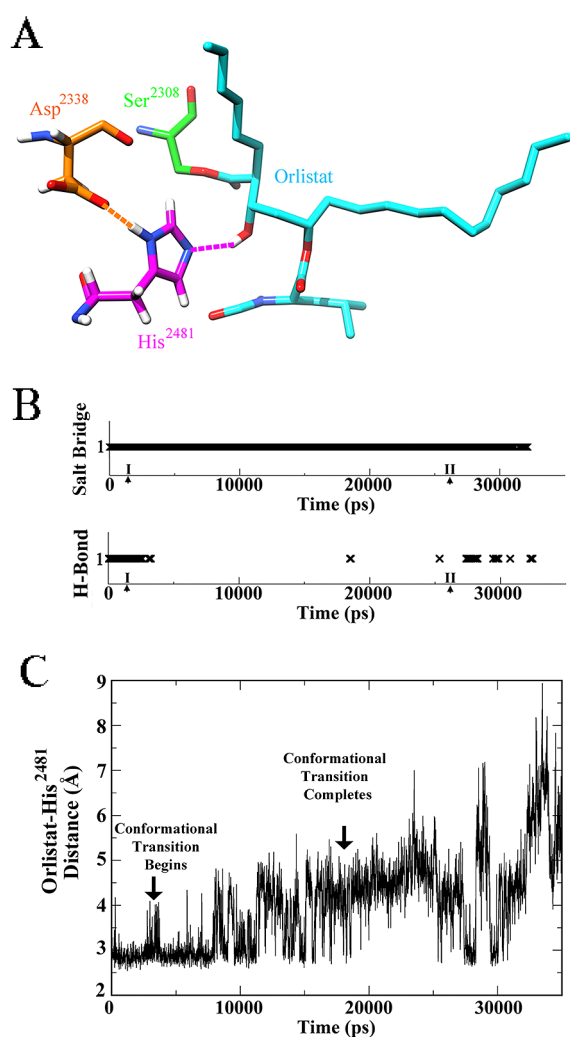 A
Asp2338
Ser2308
Orlistat
His2481
B
Salt Bridge
1
I
II
0 10000 20000 30000
Time (ps)
H-Bond
1
I
II
0 10000 20000 30000
Time (ps)
C
Orlistat-His2481
Distance (Å)
9
8
7
6
5
4
3
2
Conformational
Transition
Begins
Conformational
Transition
Completes
0 10000 20000 30000
Time (ps)